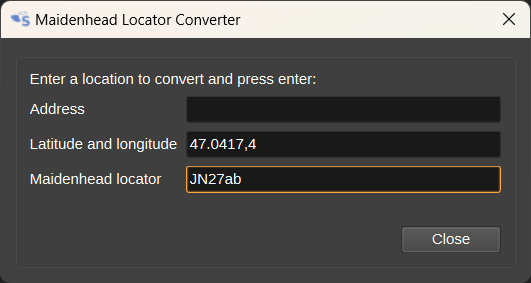 Maidenhead Locator Converter
Enter a location to convert and press enter:
Address
Latitude and longitude 47.0417,4
Maidenhead locator JN27ab
Close